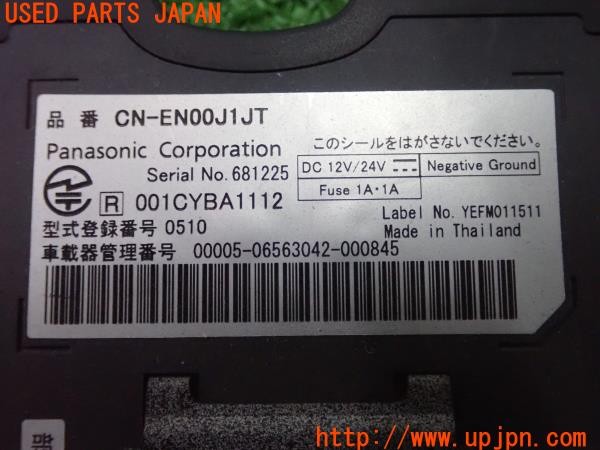 USED PARTS JAPAN
品番 CN-EN00J1JT
Panasonic Corporation
このシールをはがさないでください。
Serial No. 681225
DC 12V/24V Negative Ground
Fuse 1A・1A
R 001CYBA1112
Label No. YEFM011511
型式登録番号 0510
Made in Thailand
車載器管理番号 00005-06563042-000845
http://www.upjpn.com/